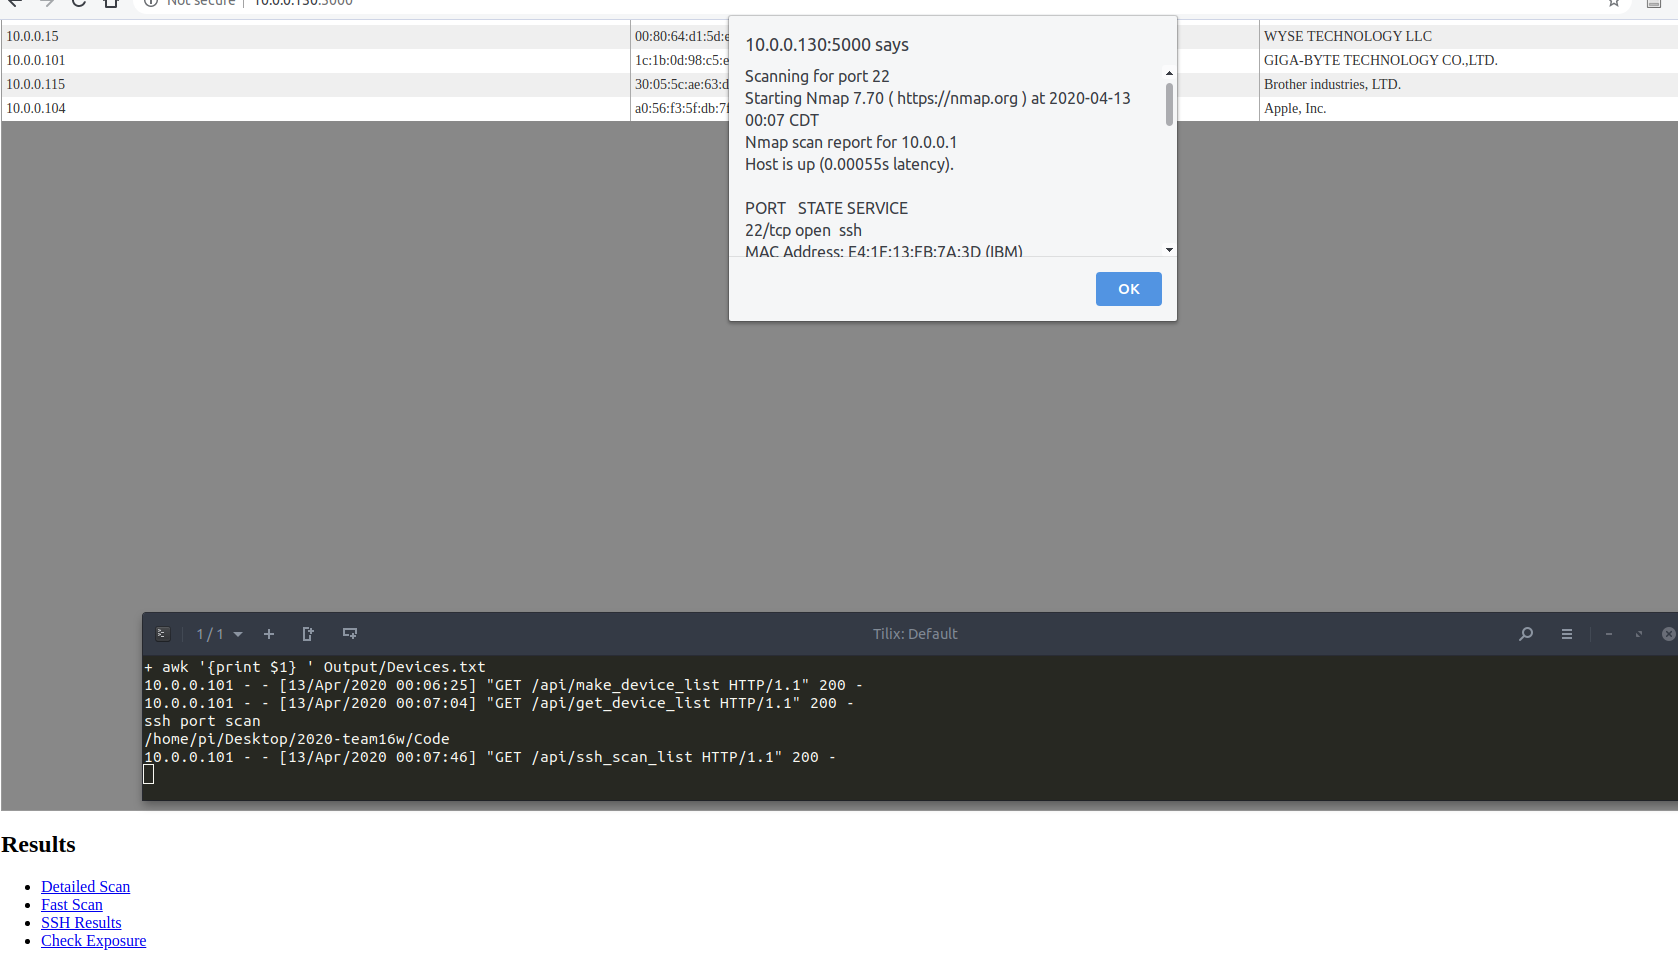 Not secure | 10.0.0.130:5000
10.0.0.15 00:80:64:d1:5d:e WYSE TECHNOLOGY LLC
10.0.0.101 1c:1b:0d:98:c5:e GIGA-BYTE TECHNOLOGY CO.,LTD.
10.0.0.115 30:05:5c:ae:63:d Brother industries, LTD.
10.0.0.104 a0:56:f3:5f:db:7f Apple, Inc.
10.0.0.130:5000 says
Scanning for port 22
Starting Nmap 7.70 ( https://nmap.org ) at 2020-04-13
00:07 CDT
Nmap scan report for 10.0.0.1
Host is up (0.00055s latency).
PORT   STATE SERVICE
22/tcp open  ssh
MAC Address: E4:1F:13:FB:7A:3D (IBM)
OK
1 / 1
Tilix: Default
+ awk '{print $1} ' Output/Devices.txt
10.0.0.101 - - [13/Apr/2020 00:06:25] "GET /api/make_device_list HTTP/1.1" 200 -
10.0.0.101 - - [13/Apr/2020 00:07:04] "GET /api/get_device_list HTTP/1.1" 200 -
ssh port scan
/home/pi/Desktop/2020-team16w/Code
10.0.0.101 - - [13/Apr/2020 00:07:46] "GET /api/ssh_scan_list HTTP/1.1" 200 -
Results
Detailed Scan
Fast Scan
SSH Results
Check Exposure